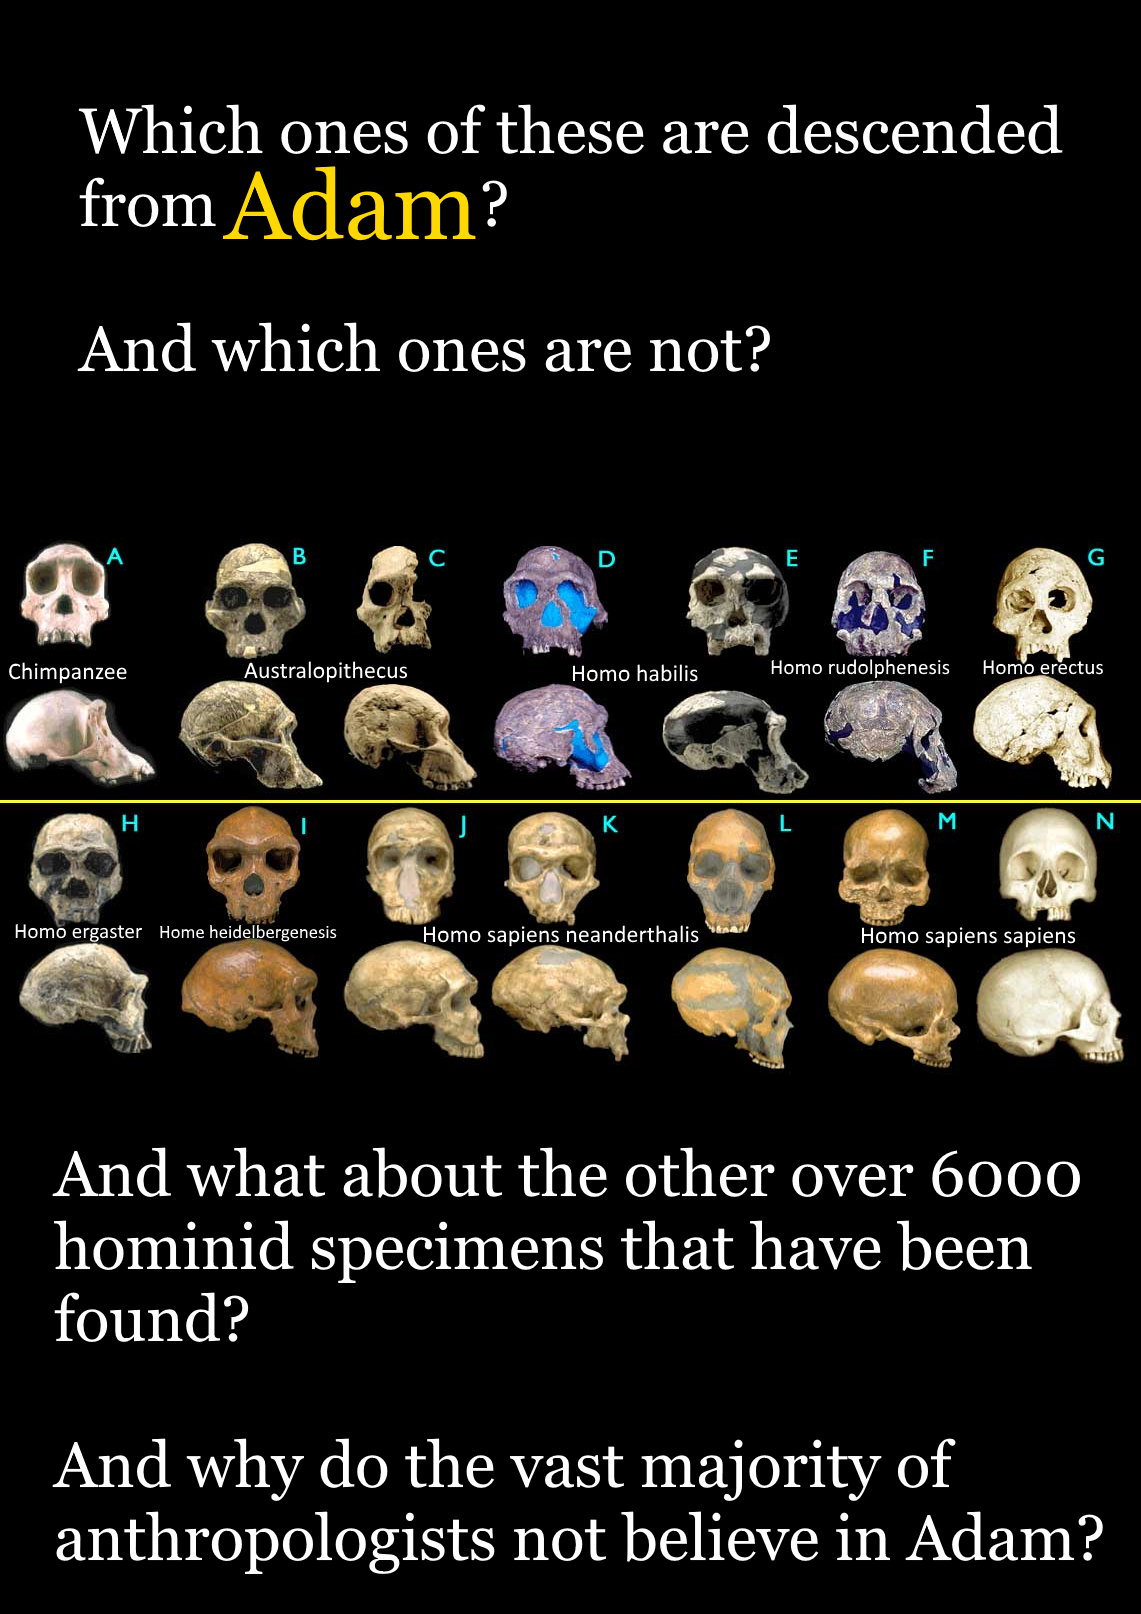 Which ones of these are descended
from Adam?
And which ones are not?
A B C D E F G
Chimpanzee Australopithecus Homo habilis Homo rudolphenesis Homo erectus
H I J K L M N
Homo ergaster Home heidelbergenesis Homo sapiens neanderthalis Homo sapiens sapiens
And what about the other over 6000
hominid specimens that have been
found?
And why do the vast majority of
anthropologists not believe in Adam?